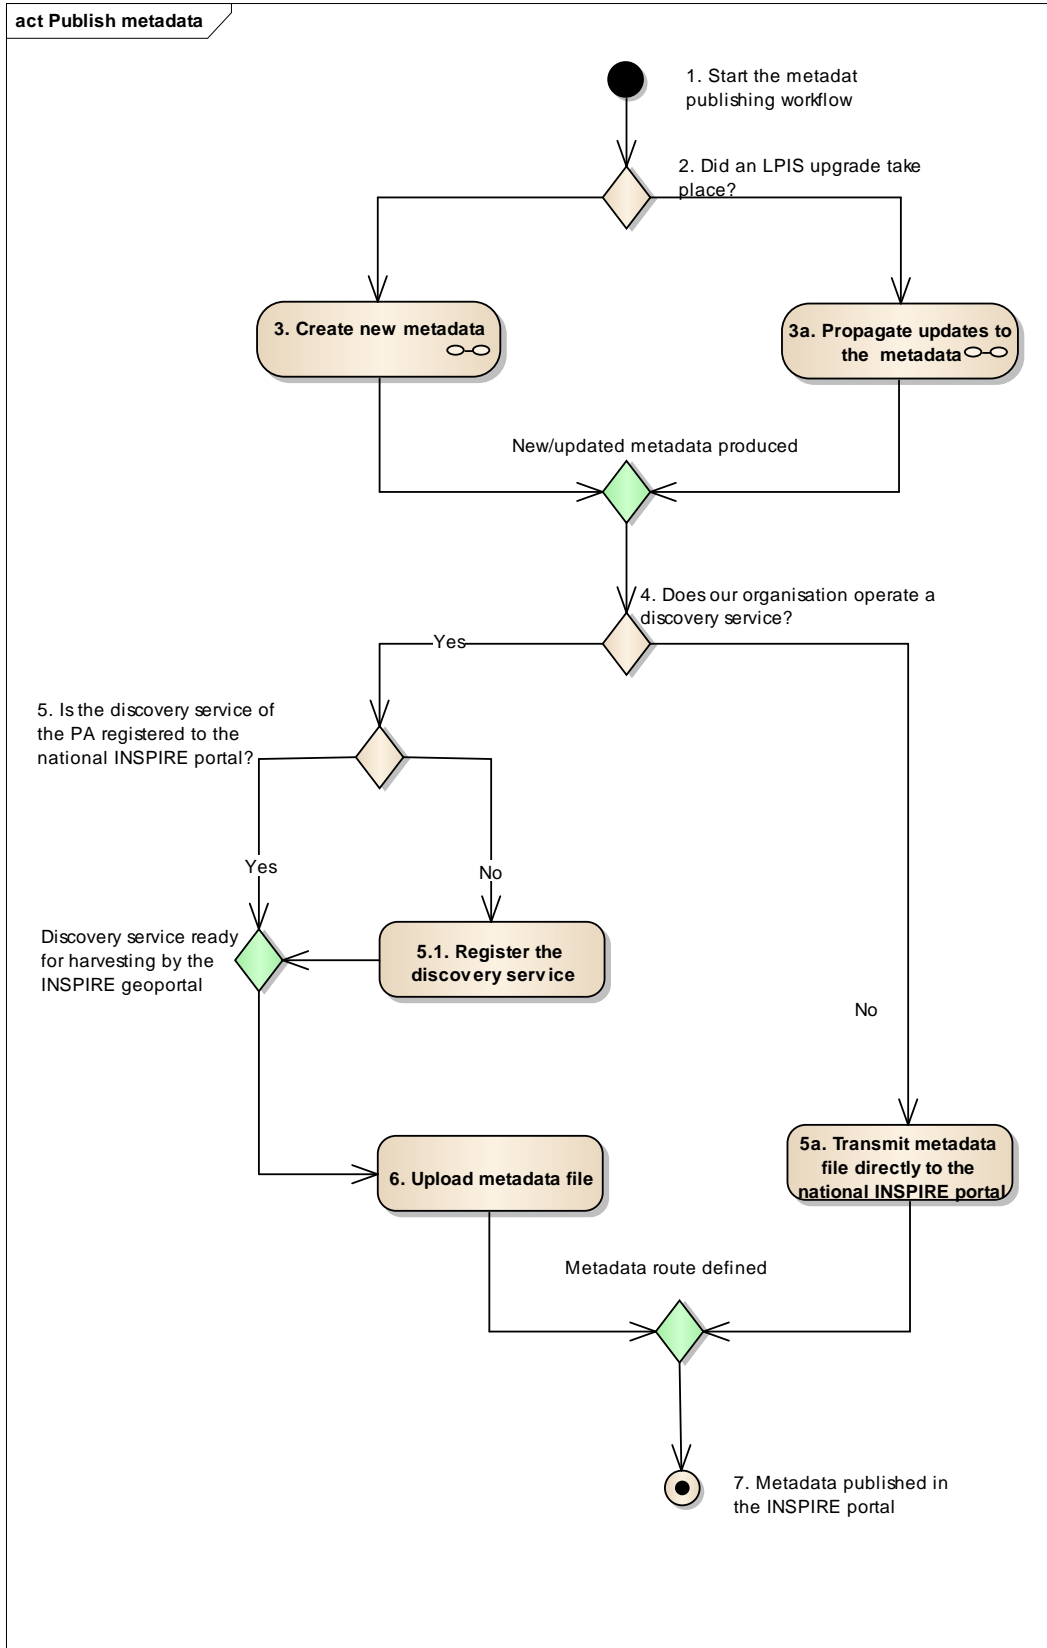 act Publish metadata
1. Start the metadat
publishing workflow
2. Did an LPIS upgrade take
place?
3. Create new metadata
3a. Propagate updates to
the metadata
New/updated metadata produced
4. Does our organisation operate a
discovery service?
Yes
5. Is the discovery service of
the PA registered to the
national INSPIRE portal?
Yes
No
Discovery service ready
for harvesting by the
INSPIRE geoportal
5.1. Register the
discovery service
No
5a. Transmit metadata
file directly to the
national INSPIRE portal
6. Upload metadata file
Metadata route defined
7. Metadata published in
the INSPIRE portal